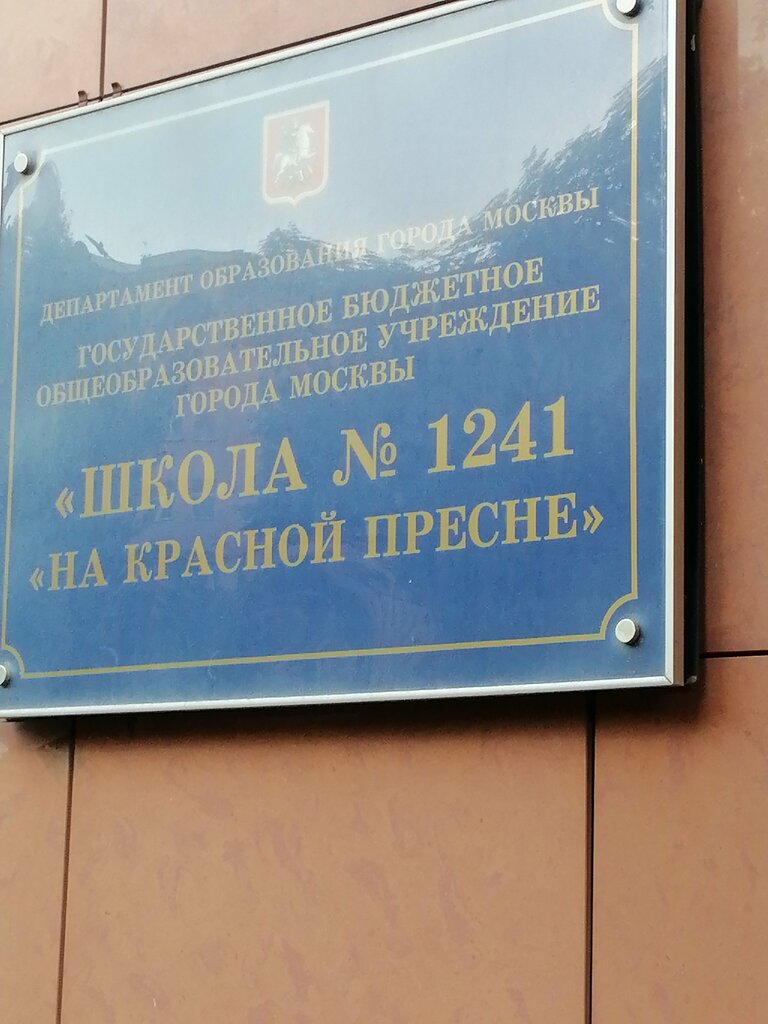 ДЕПАРТАМЕНТ ОБРАЗОВАНИЯ ГОРОДА МОСКВЫ
ГОСУДАРСТВЕННОЕ БЮДЖЕТНОЕ
ОБЩЕОБРАЗОВАТЕЛЬНОЕ УЧРЕЖДЕНИЕ
ГОРОДА МОСКВЫ
«ШКОЛА № 1241
«НА КРАСНОЙ ПРЕСНЕ»